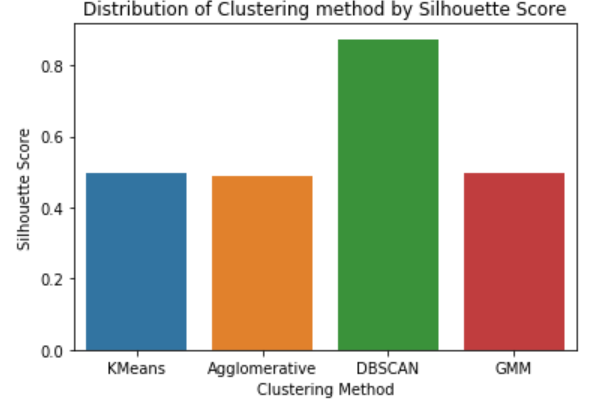 Distribution of Clustering method by Silhouette Score
Silhouette Score
0.8
0.6
0.4
0.2
0.0
KMeans
Agglomerative
DBSCAN
GMM
Clustering Method